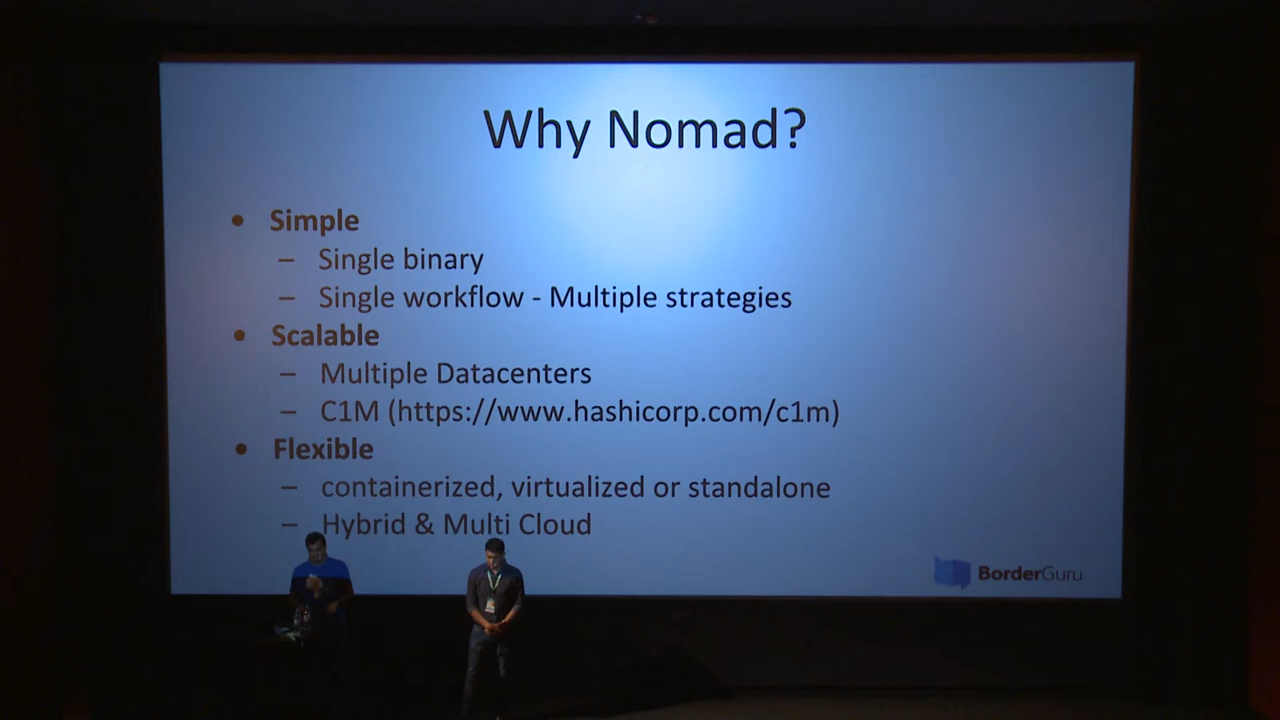 Why Nomad?
• Simple
– Single binary
– Single workflow - Multiple strategies
• Scalable
– Multiple Datacenters
– C1M (https://www.hashicorp.com/c1m)
• Flexible
– containerized, virtualized or standalone
– Hybrid & Multi Cloud
BorderGuru